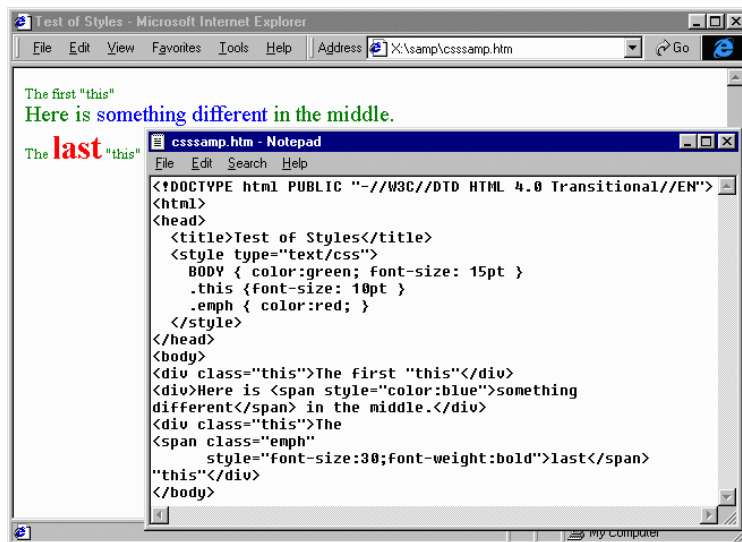 Test of Styles - Microsoft Internet Explorer
File Edit View Favorites Tools Help Address X:\samp\csssamp.htm Go
The first "this"
Here is something different in the middle.
The last "this"
csssamp.htm - Notepad
File Edit Search Help
<!DOCTYPE html PUBLIC "-//W3C//DTD HTML 4.0 Transitional//EN">
<html>
<head>
<title>Test of Styles</title>
<style type="text/css">
BODY { color:green; font-size: 15pt }
.this {font-size: 10pt }
.emph { color:red; }
</style>
</head>
<body>
<div class="this">The first "this"</div>
<div>Here is <span style="color:blue">something
different</span> in the middle.</div>
<div class="this">The
<span class="emph"
style="font-size:30;font-weight:bold">last</span>
"this"</div>
</body>
My Computer